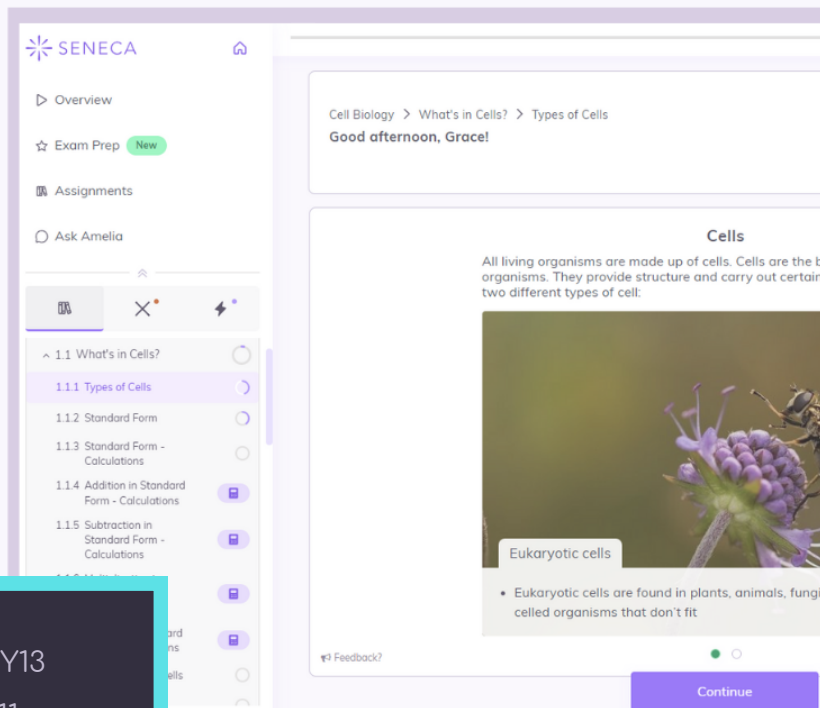 SENECA
Overview
Exam Prep New
Assignments
Ask Amelia
1.1 What's in Cells?
1.1.1 Types of Cells
1.1.2 Standard Form
1.1.3 Standard Form -
Calculations
1.1.4 Addition in Standard
Form - Calculations
1.1.5 Subtraction in
Standard Form -
Calculations
Y13
Cell Biology > What's in Cells? > Types of Cells
Good afternoon, Grace!
Cells
All living organisms are made up of cells. Cells are the
organisms. They provide structure and carry out
two different types of cell:
Eukaryotic cells
• Eukaryotic cells are found in plants, animals,
celled organisms that don't fit
Feedback?
Continue